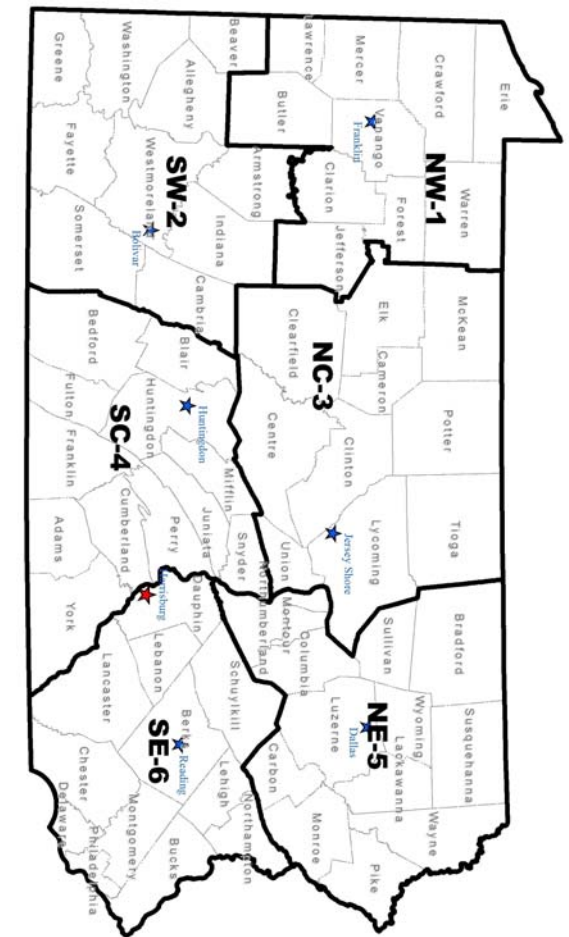 Erie
Crawford
Warren
McKean
Potter
Tioga
Bradford
Susquehanna
Wayne
Mercer
Venango
Franklin
Forest
NW-1
Elk
Cameron
Clinton
Lycoming
Jersey Shore
Sullivan
Wyoming
Lackawanna
NE-5
Dallas
Luzerne
Pike
Monroe
Lawrence
Butler
Clarion
Jefferson
Clearfield
NC-3
Centre
Union
Montour
Columbia
Northumberland
Carbon
Beaver
Allegheny
Armstrong
Indiana
Cambria
Westmoreland
SW-2
Bolivar
Blair
Huntingdon
Huntingdon
Mifflin
Juniata
Snyder
Perry
Dauphin
Harrisburg
Schuylkill
Lebanon
Berks
Reading
SE-6
Lehigh
Northampton
Bucks
Montgomery
Philadelphia
Washington
Greene
Fayette
Somerset
Bedford
Fulton
Franklin
SC-4
Cumberland
Adams
York
Lancaster
Chester
Delaware